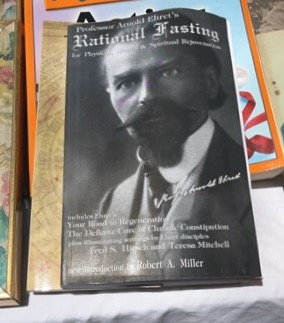 Professor Arnold Ehret's
Rational Fasting
for Physical, Mental & Spiritual Rejuvenation
Arnold Ehret
includes Ehret's
Your Road to Regeneration
The Definite Cure of Chronic Constipation
plus illuminating writings by Ehret disciples
Fred S. Hirsch and Teresa Mitchell
new introduction by Robert A. Miller